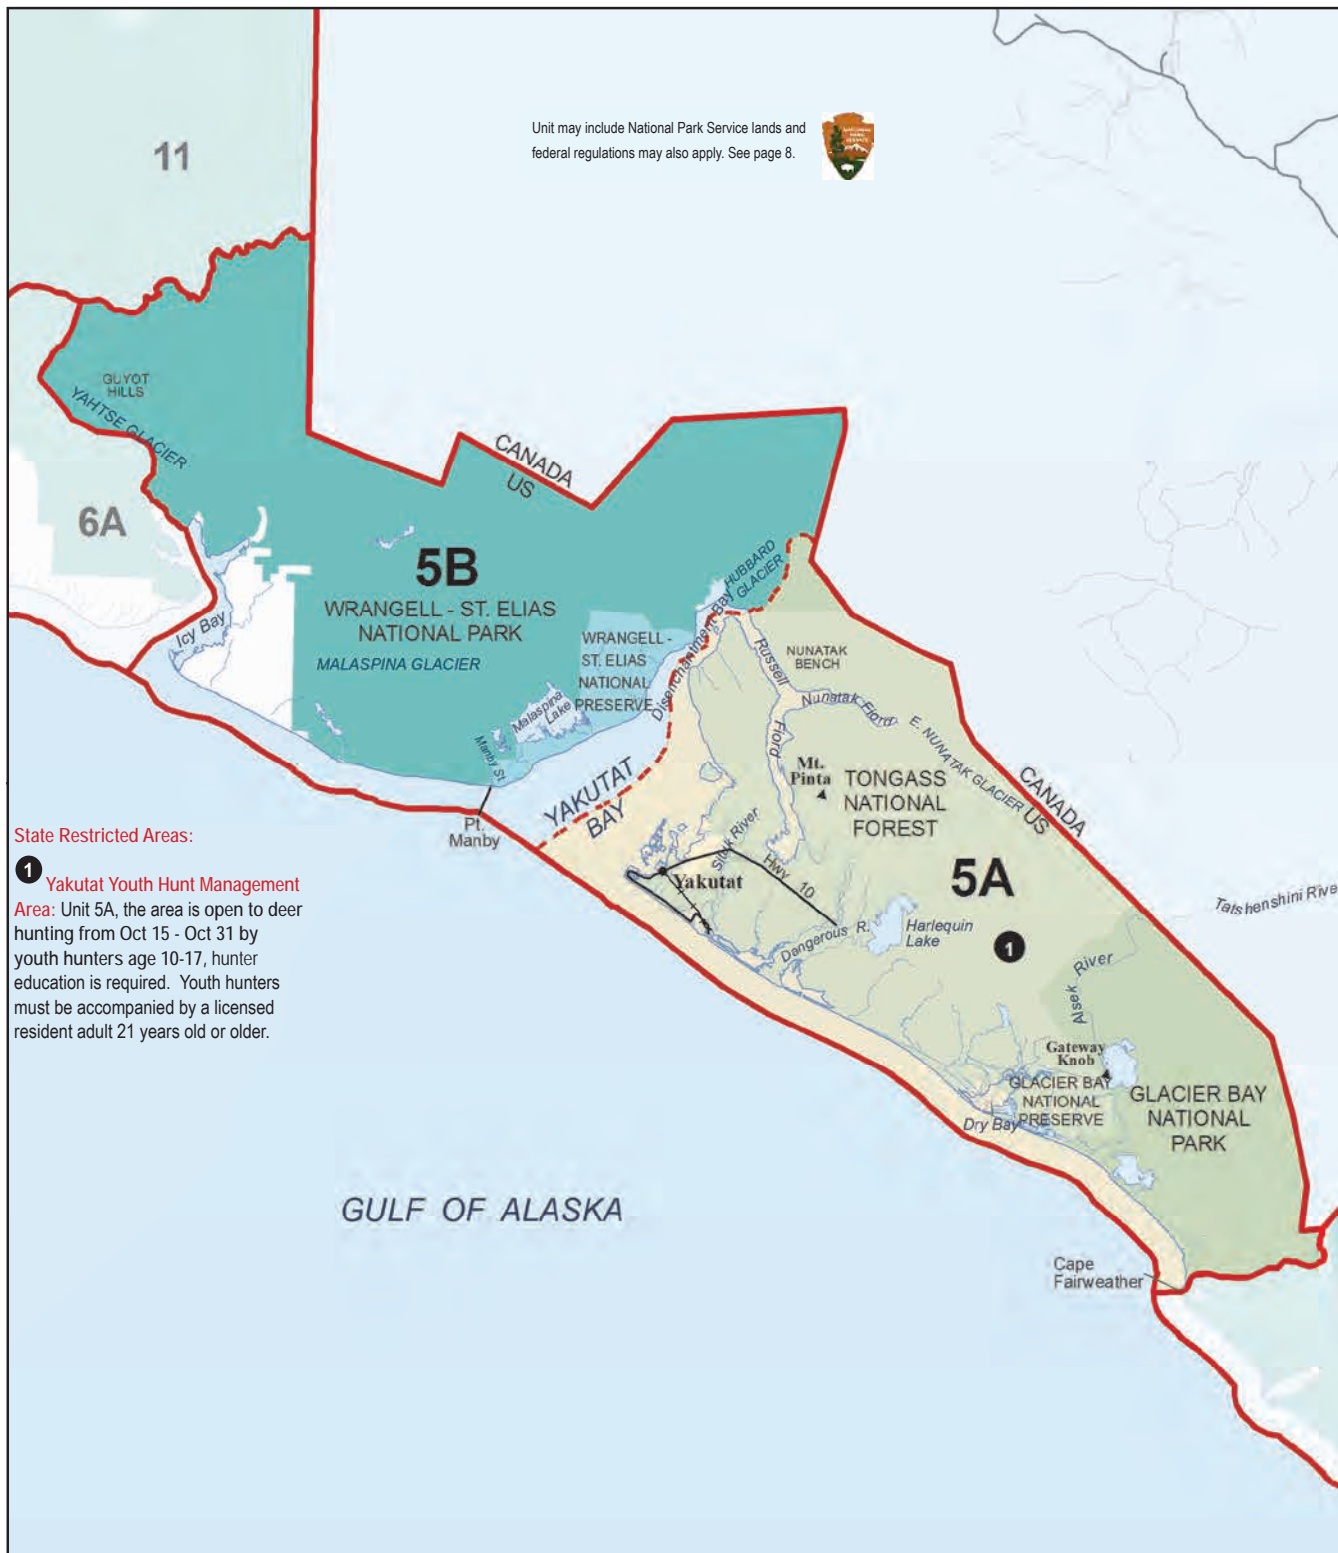 Unit may include National Park Service lands and
federal regulations may also apply. See page 8.
11
GUYOT
HILLS
YAHTSE GLACIER
6A
CANADA
US
5B
WRANGELL - ST. ELIAS
NATIONAL PARK
MALASPINA GLACIER
Icy Bay
WRANGELL -
ST. ELIAS
NATIONAL
PRESERVE
Malaspina
Lake
Manby St
Disenchantment Bay
HUBBARD
GLACIER
Russell
Fiord
NUNATAK
BENCH
Nunatak Fiord
E. NUNATAK GLACIER
CANADA
US
Mt.
Pinta
TONGASS
NATIONAL
FOREST
YAKUTAT
BAY
Pt.
Manby
Situk River
Yakutat
Hwy 10
5A
1
Dangerous R.
Harlequin
Lake
Tatshenshini River
Alsek River
Gateway
Knob
GLACIER BAY
NATIONAL
PRESERVE
Dry Bay
GLACIER BAY
NATIONAL
PARK
Cape
Fairweather
GULF OF ALASKA
State Restricted Areas:
1 Yakutat Youth Hunt Management
Area: Unit 5A, the area is open to deer
hunting from Oct 15 - Oct 31 by
youth hunters age 10-17, hunter
education is required. Youth hunters
must be accompanied by a licensed
resident adult 21 years old or older.